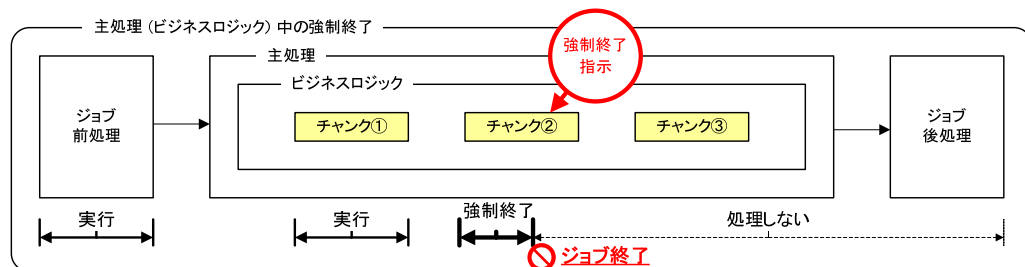 主処理(ビジネスロジック)中の強制終了
主処理
強制終了
指示
ビジネスロジック
ジョブ
前処理
チャンク①
チャンク②
チャンク③
ジョブ
後処理
実行
実行
強制終了
処理しない
ジョブ終了